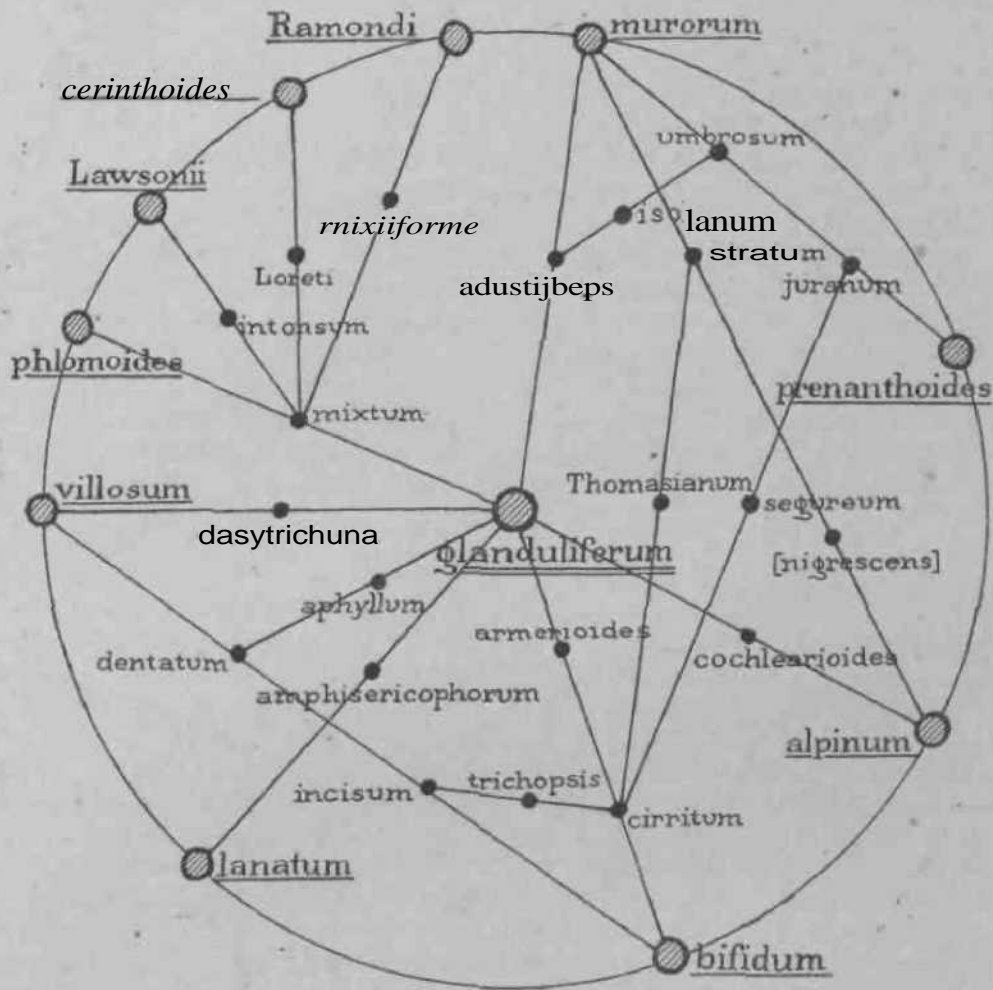 Ramondi
murorum
cerinthoides
umbrosum
Lawsonii
iso
lanum
rnixiiforme
stratum
Loreti
adustijbeps
juranum
intonsum
phlomoides
prenanthoides
mixtum
villosum
Thomasianum
segureum
dasytrichuna
glanduliferum
[nigrescens]
aphyllum
armerioides
dentatum
cochlearioides
amphisericophorum
alpinum
trichopsis
incisum
cirritum
lanatum
bifidum